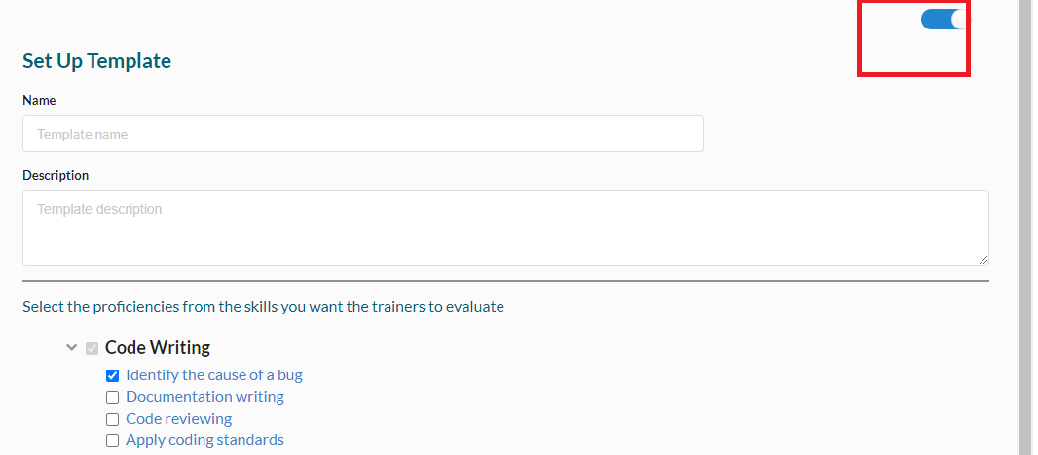 Set Up Template
Name
Template name
Description
Template description
Select the proficiencies from the skills you want the trainers to evaluate
Code Writing
Identify the cause of a bug
Documentation writing
Code reviewing
Apply coding standards